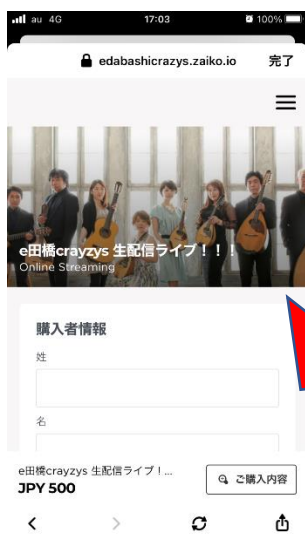 au 4G 17:03 100%
edabashicrazys.zaiko.io 完了
e田橋crayzys 生配信ライブ！！！
Online Streaming
購入者情報
姓
名
e田橋crayzys 生配信ライブ！...
JPY 500
ご購入内容